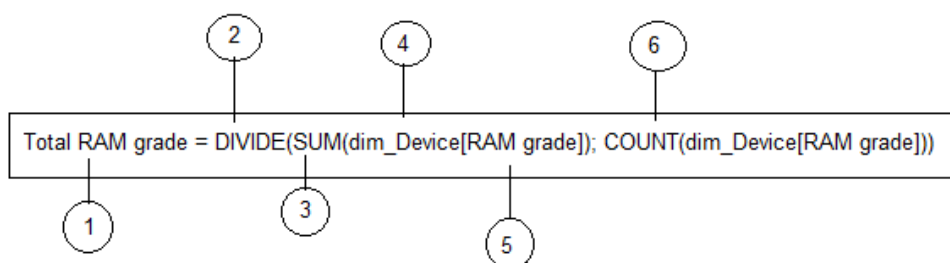 2 4 6
Total RAM grade = DIVIDE(SUM(dim_Device[RAM grade]); COUNT(dim_Device[RAM grade]))
1 3 5